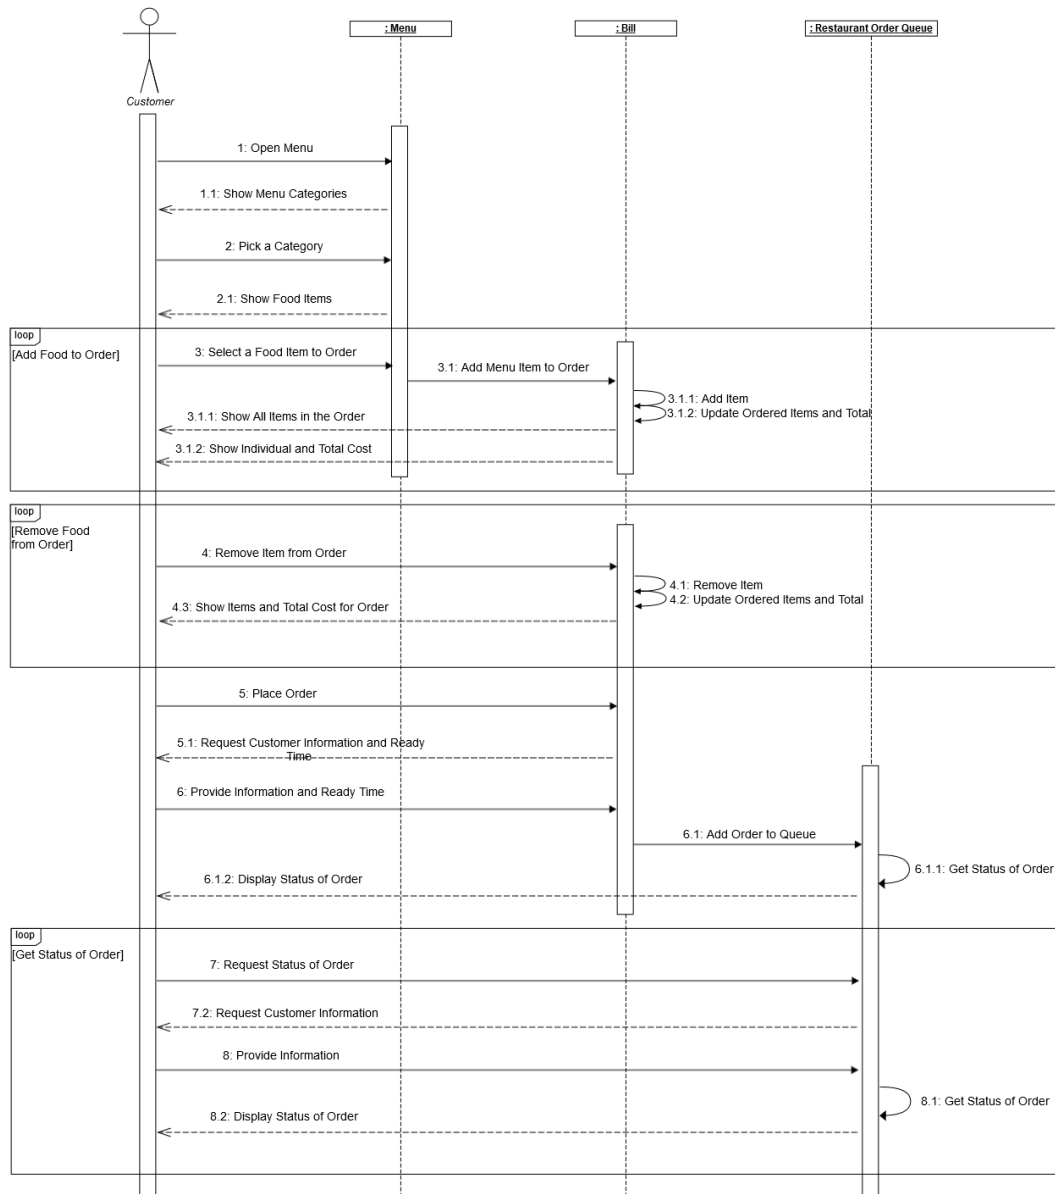 : Menu
: Bill
: Restaurant Order Queue
Customer
1: Open Menu
1.1: Show Menu Categories
2: Pick a Category
2.1: Show Food Items
loop
[Add Food to Order]
3: Select a Food Item to Order
3.1: Add Menu Item to Order
3.1.1: Add Item
3.1.2: Update Ordered Items and Total
3.1.1: Show All Items in the Order
3.1.2: Show Individual and Total Cost
loop
[Remove Food
from Order]
4: Remove Item from Order
4.1: Remove Item
4.2: Update Ordered Items and Total
4.3: Show Items and Total Cost for Order
5: Place Order
5.1: Request Customer Information and Ready
Time
6: Provide Information and Ready Time
6.1: Add Order to Queue
6.1.1: Get Status of Order
6.1.2: Display Status of Order
loop
[Get Status of Order]
7: Request Status of Order
7.2: Request Customer Information
8: Provide Information
8.1: Get Status of Order
8.2: Display Status of Order